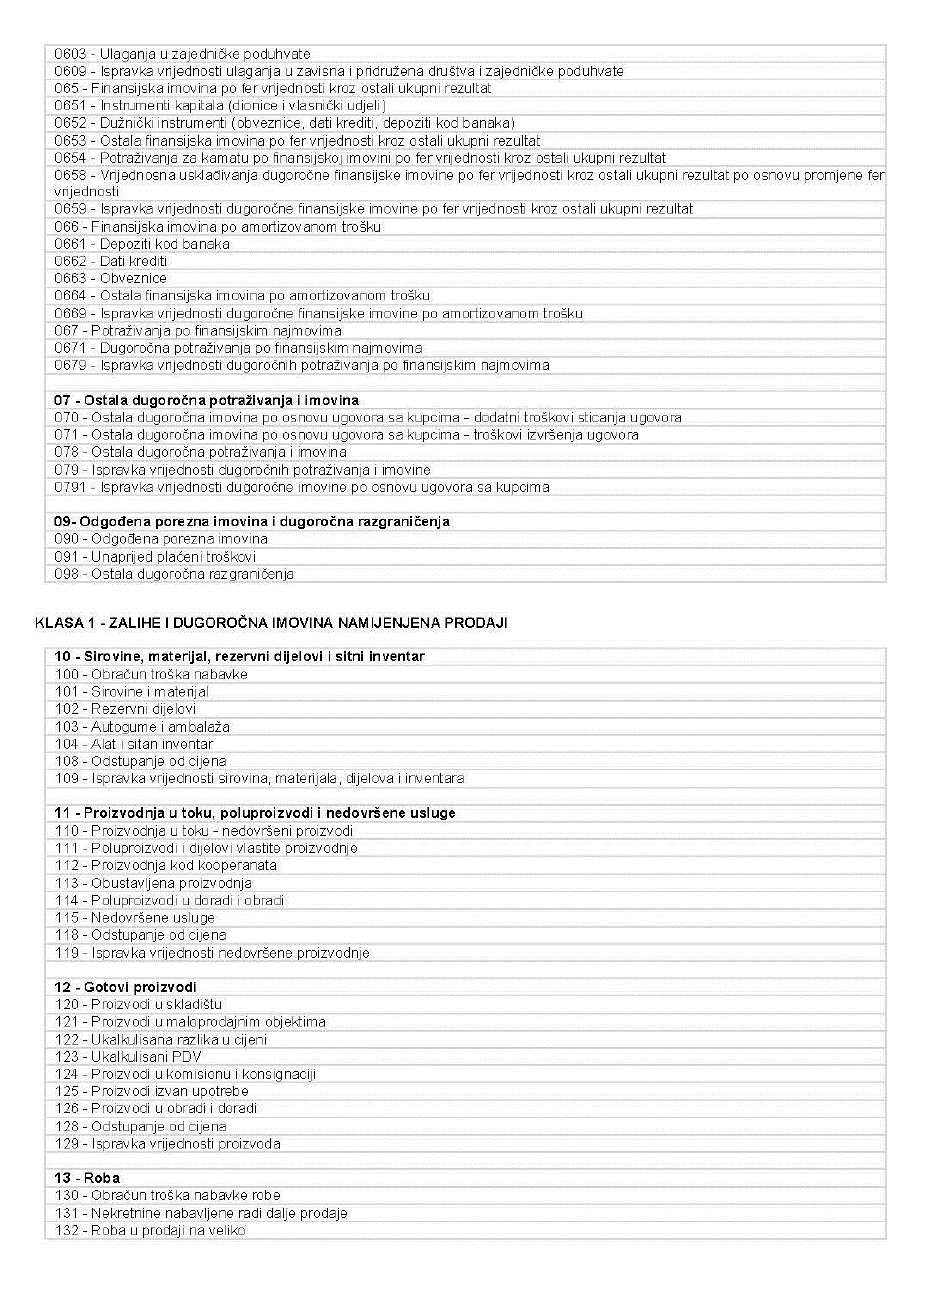 0603 - Ulaganja u zajedničke poduhvate
0609 - Ispravka vrijednosti ulaganja u zavisna i pridružena društva i zajedničke poduhvate
065 - Finansijska imovina po fer vrijednosti kroz ostali ukupni rezultat
0651 - Instrumenti kapitala (dionice i vlasnički udjeli)
0652 - Dužnički instrumenti (obveznice, dati krediti, depoziti kod banaka)
0653 - Ostala finansijska imovina po fer vrijednosti kroz ostali ukupni rezultat
0654 - Potraživanja za kamatu po finansijskoj imovini po fer vrijednosti kroz ostali ukupni rezultat
0658 - Vrijednosna usklađivanja dugoročne finansijske imovine po fer vrijednosti kroz ostali ukupni rezultat po osnovu promjene fer
vrijednosti
0659 - Ispravka vrijednosti dugoročne finansijske imovine po fer vrijednosti kroz ostali ukupni rezultat
066 - Finansijska imovina po amortizovanom trošku
0661 - Depoziti kod banaka
0662 - Dati krediti
0663 - Obveznice
0664 - Ostala finansijska imovina po amortizovanom trošku
0669 - Ispravka vrijednosti dugoročne finansijske imovine po amortizovanom trošku
067 - Potraživanja po finansijskim najmovima
0671 - Dugoročna potraživanja po finansijskim najmovima
0679 - Ispravka vrijednosti dugoročnih potraživanja po finansijskim najmovima
07 - Ostala dugoročna potraživanja i imovina
070 - Ostala dugoročna imovina po osnovu ugovora sa kupcima – dodatni troškovi sticanja ugovora
071 - Ostala dugoročna imovina po osnovu ugovora sa kupcima – troškovi izvršenja ugovora
078 - Ostala dugoročna potraživanja i imovina
079 - Ispravka vrijednosti dugoročnih potraživanja i imovine
0791 - Ispravka vrijednosti dugoročne imovine po osnovu ugovora sa kupcima
09- Odgođena porezna imovina i dugoročna razgraničenja
090 - Odgođena porezna imovina
091 - Unaprijed plaćeni troškovi
098 - Ostala dugoročna razgraničenja
KLASA 1 - ZALIHE I DUGOROČNA IMOVINA NAMIJENJENA PRODAJI
10 - Sirovine, materijal, rezervni dijelovi i sitni inventar
100 - Obračun troška nabavke
101 - Sirovine i materijal
102 - Rezervni dijelovi
103 - Autogume i ambalaža
104 - Alat i sitan inventar
108 - Odstupanje od cijena
109 - Ispravka vrijednosti sirovina, materijala, dijelova i inventara
11 - Proizvodnja u toku, poluproizvodi i nedovršene usluge
110 - Proizvodnja u toku – nedovršeni proizvodi
111 - Poluproizvodi i dijelovi vlastite proizvodnje
112 - Proizvodnja kod kooperanata
113 - Obustavljena proizvodnja
114 - Poluproizvodi u doradi i obradi
115 - Nedovršene usluge
118 - Odstupanje od cijena
119 - Ispravka vrijednosti nedovršene proizvodnje
12 - Gotovi proizvodi
120 - Proizvodi u skladištu
121 - Proizvodi u maloprodajnim objektima
122 - Ukalkulisana razlika u cijeni
123 - Ukalkulisani PDV
124 - Proizvodi u komisionu i konsignaciji
125 - Proizvodi izvan upotrebe
126 - Proizvodi u obradi i doradi
128 - Odstupanje od cijena
129 - Ispravka vrijednosti proizvoda
13 - Roba
130 - Obračun troška nabavke robe
131 - Nekretnine nabavljene radi dalje prodaje
132 - Roba u prodaji na veliko